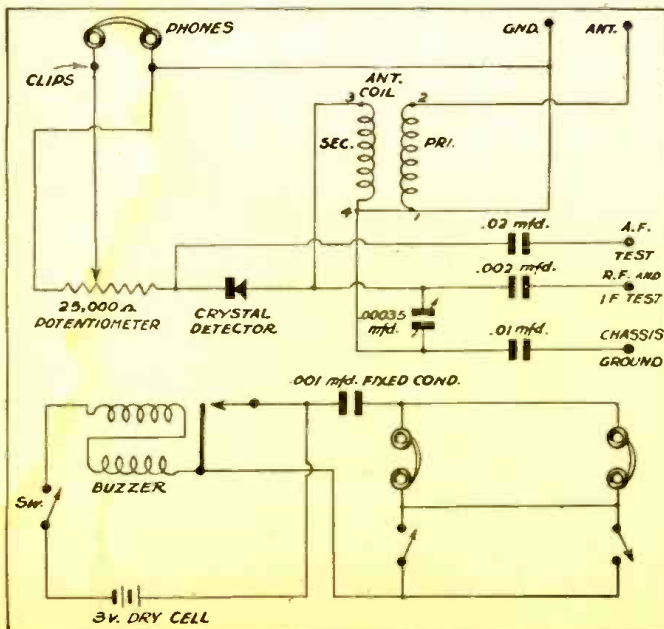 PHONES
GND.
ANT.
CLIPS
ANT.
COIL
3
2
SEC.
PRI.
4
1
.02 mfd.
A.F.
TEST
.002 mfd.
R.F. AND
I F TEST
25,000 Ω
POTENTIOMETER
CRYSTAL
DETECTOR
.00035
mfd.
.01 mfd.
CHASSIS
GROUND
.001 mfd. FIXED COND.
BUZZER
SW.
3V. DRY CELL